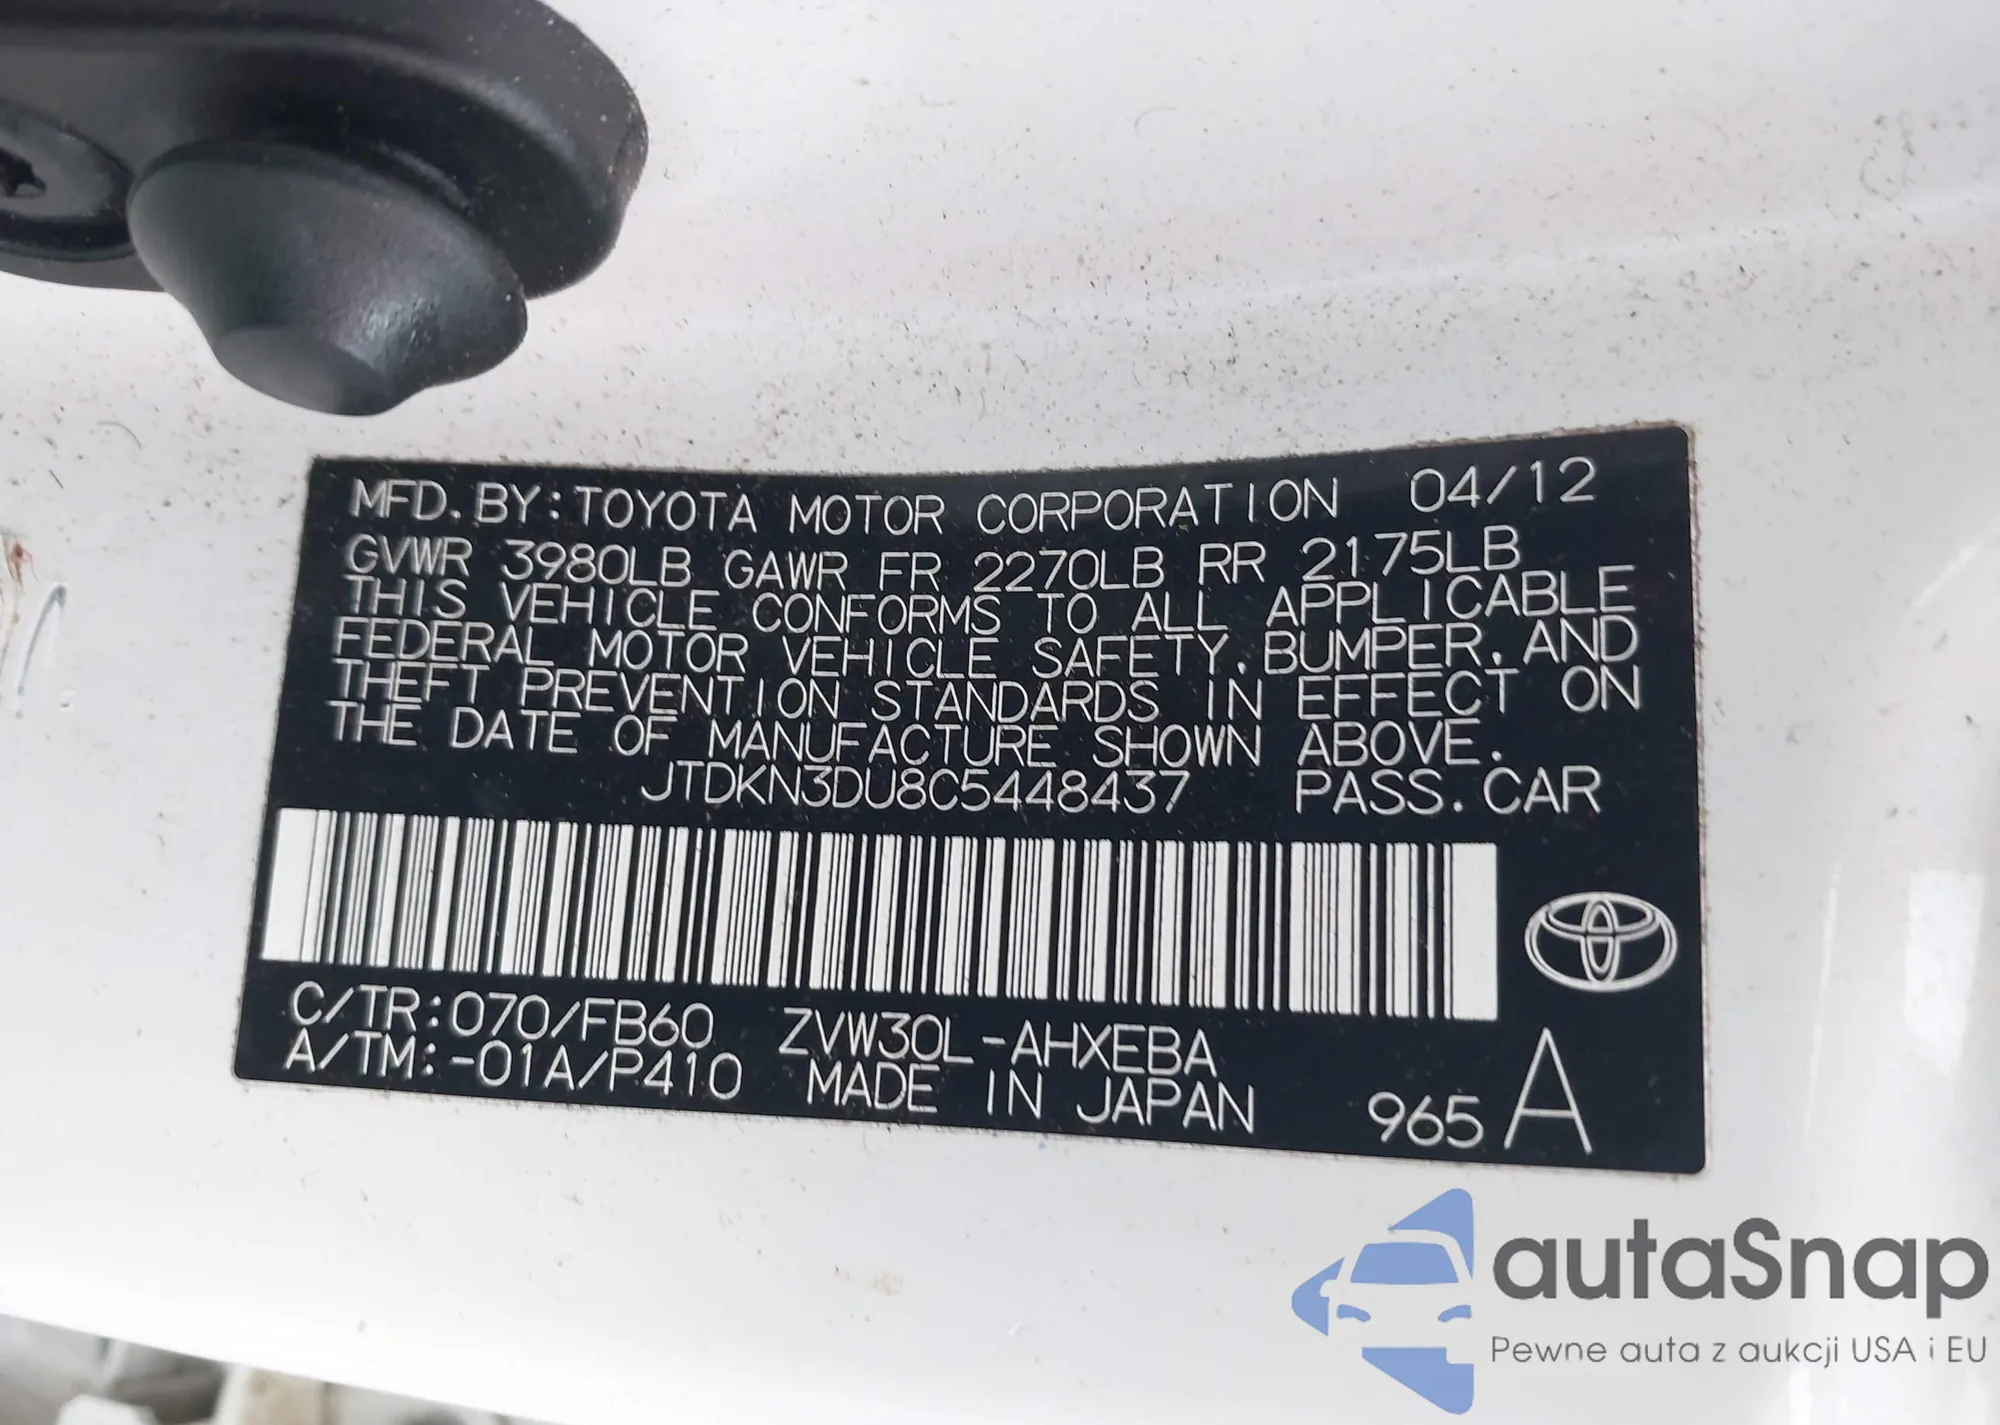 MFD. BY: TOYOTA MOTOR CORPORATION 04/12
GVWR 3980LB GAWR FR 2270LB RR 2175LB
THIS VEHICLE CONFORMS TO ALL APPLICABLE
FEDERAL MOTOR VEHICLE SAFETY, BUMPER, AND
THEFT PREVENTION STANDARDS IN EFFECT ON
THE DATE OF MANUFACTURE SHOWN ABOVE.
JTDKN3DU8C5448437 PASS. CAR
C/TR:070/FB60 ZVW30L-AHXEBA
A/TM:-01A/P410 MADE IN JAPAN 965 A
autaSnap
Pewne auta z aukcji USA i EU